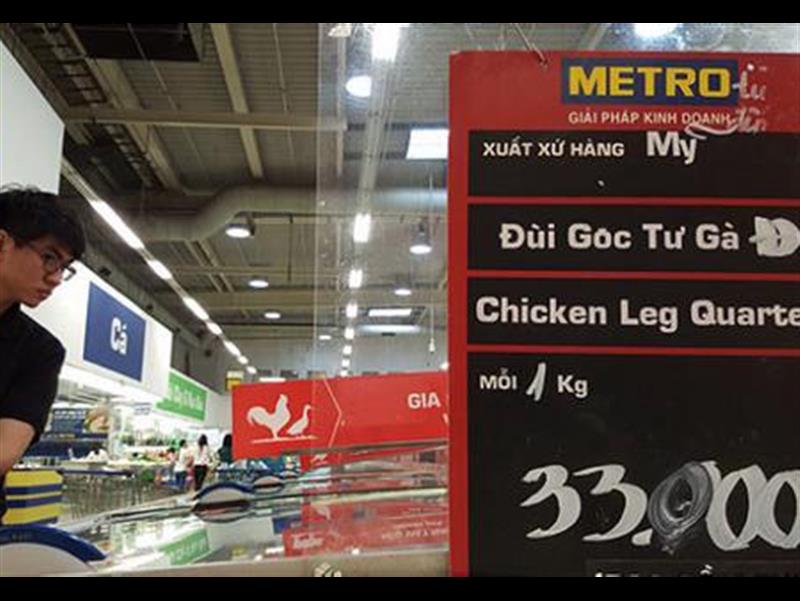 METRO
GIẢI PHÁP KINH DOANH
XUẤT XỨ HÀNG Mỹ
Đùi Góc Tư Gà
Chicken Leg Quarte
MỖI 1 Kg
33.000
Cá
GIA